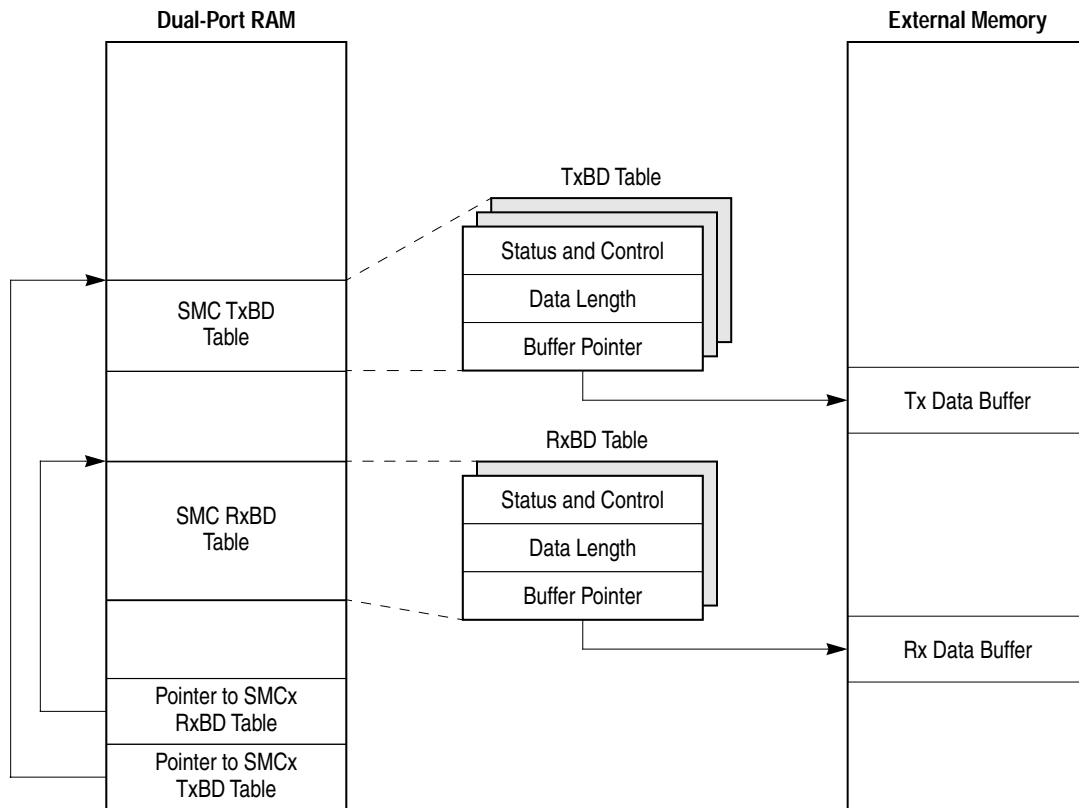 Dual-Port RAM
External Memory
TxBD Table
Status and Control
Data Length
Buffer Pointer
SMC TxBD
Table
Tx Data Buffer
RxBD Table
Status and Control
Data Length
Buffer Pointer
SMC RxBD
Table
Rx Data Buffer
Pointer to SMCx
RxBD Table
Pointer to SMCx
TxBD Table